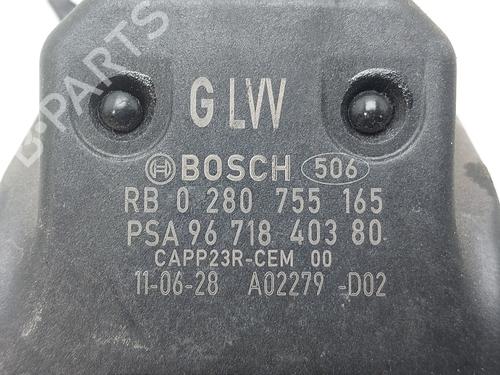 B-PARTS
G LVV
BOSCH 506
RB 0 280 755 165
PSA 96 718 403 80
CAPP23R-CEM 00
11-06-28 A02279 -D02